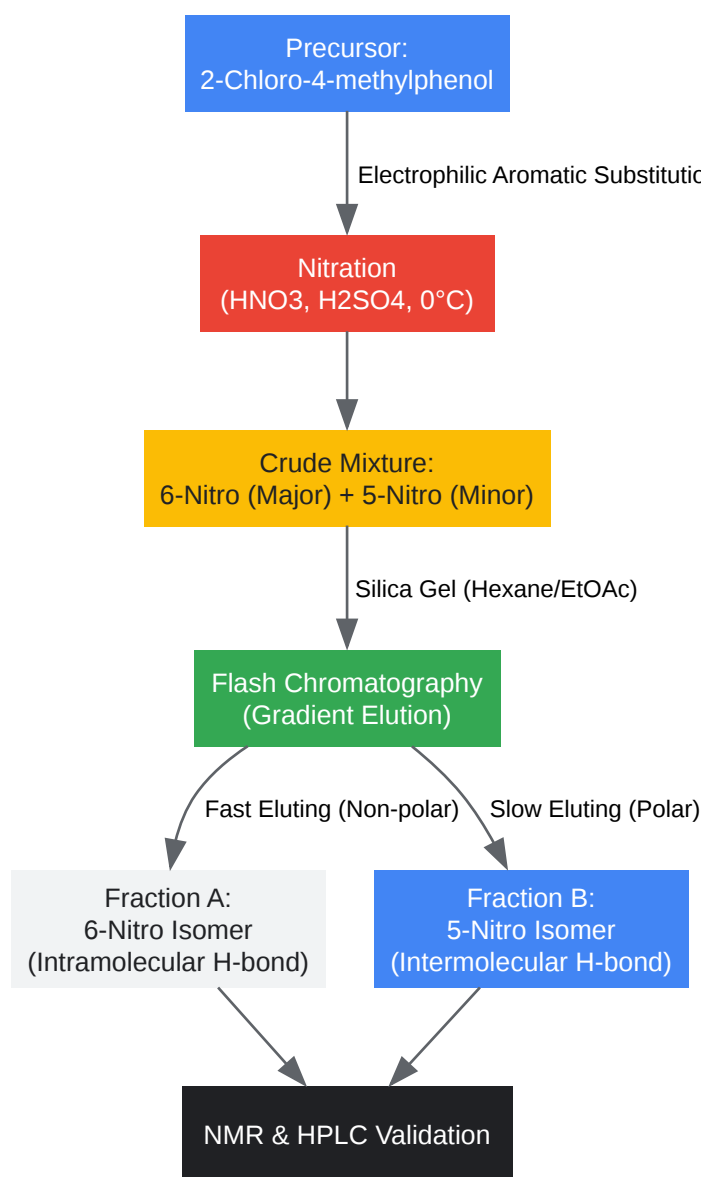 Precursor:
2-Chloro-4-methylphenol
Electrophilic Aromatic Substitutio
Nitration
(HNO3, H2SO4, 0°C)
Crude Mixture:
6-Nitro (Major) + 5-Nitro (Minor)
Silica Gel (Hexane/EtOAc)
Flash Chromatography
(Gradient Elution)
Fast Eluting (Non-polar)
Slow Eluting (Polar)
Fraction A:
6-Nitro Isomer
(Intramolecular H-bond)
Fraction B:
5-Nitro Isomer
(Intermolecular H-bond)
NMR & HPLC Validation